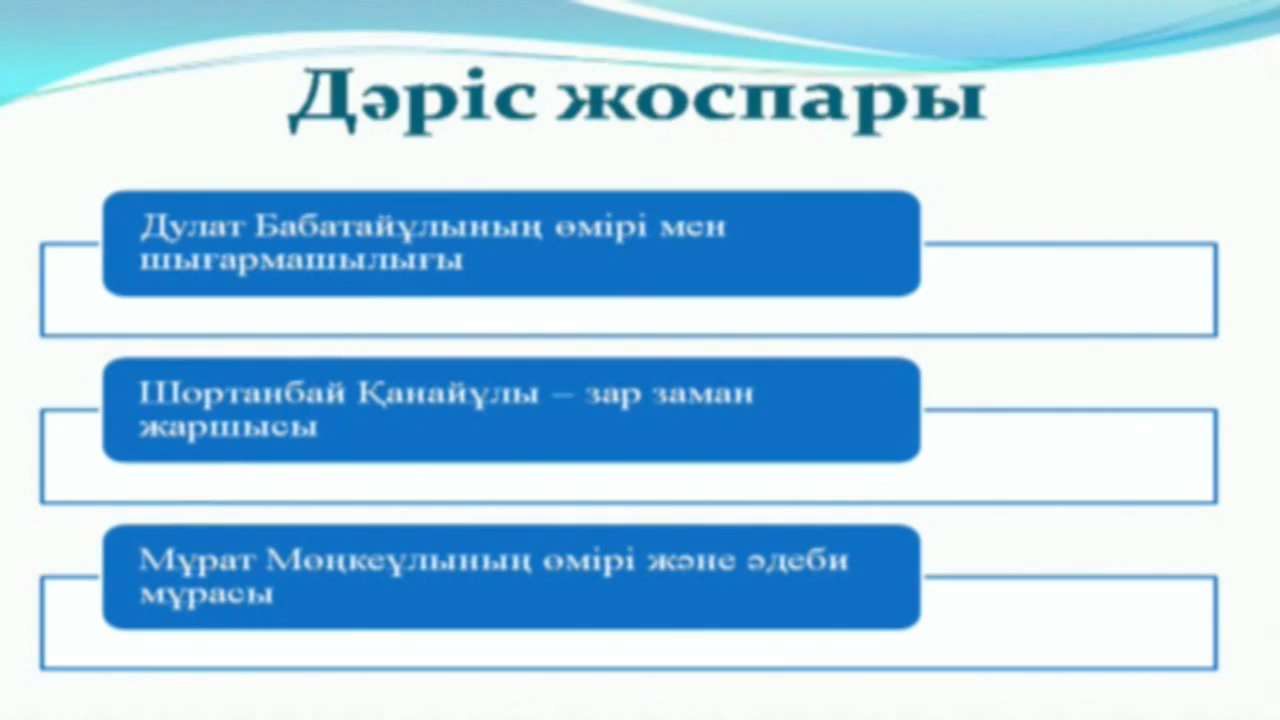 Дәріс жоспары
Дулат Бабатайұлының өмірі мен
шығармашылығы
Шортанбай Қанайұлы – зар заман
жаршысы
Мұрат Мөңкеұлының өмірі және әдеби
мұрасы